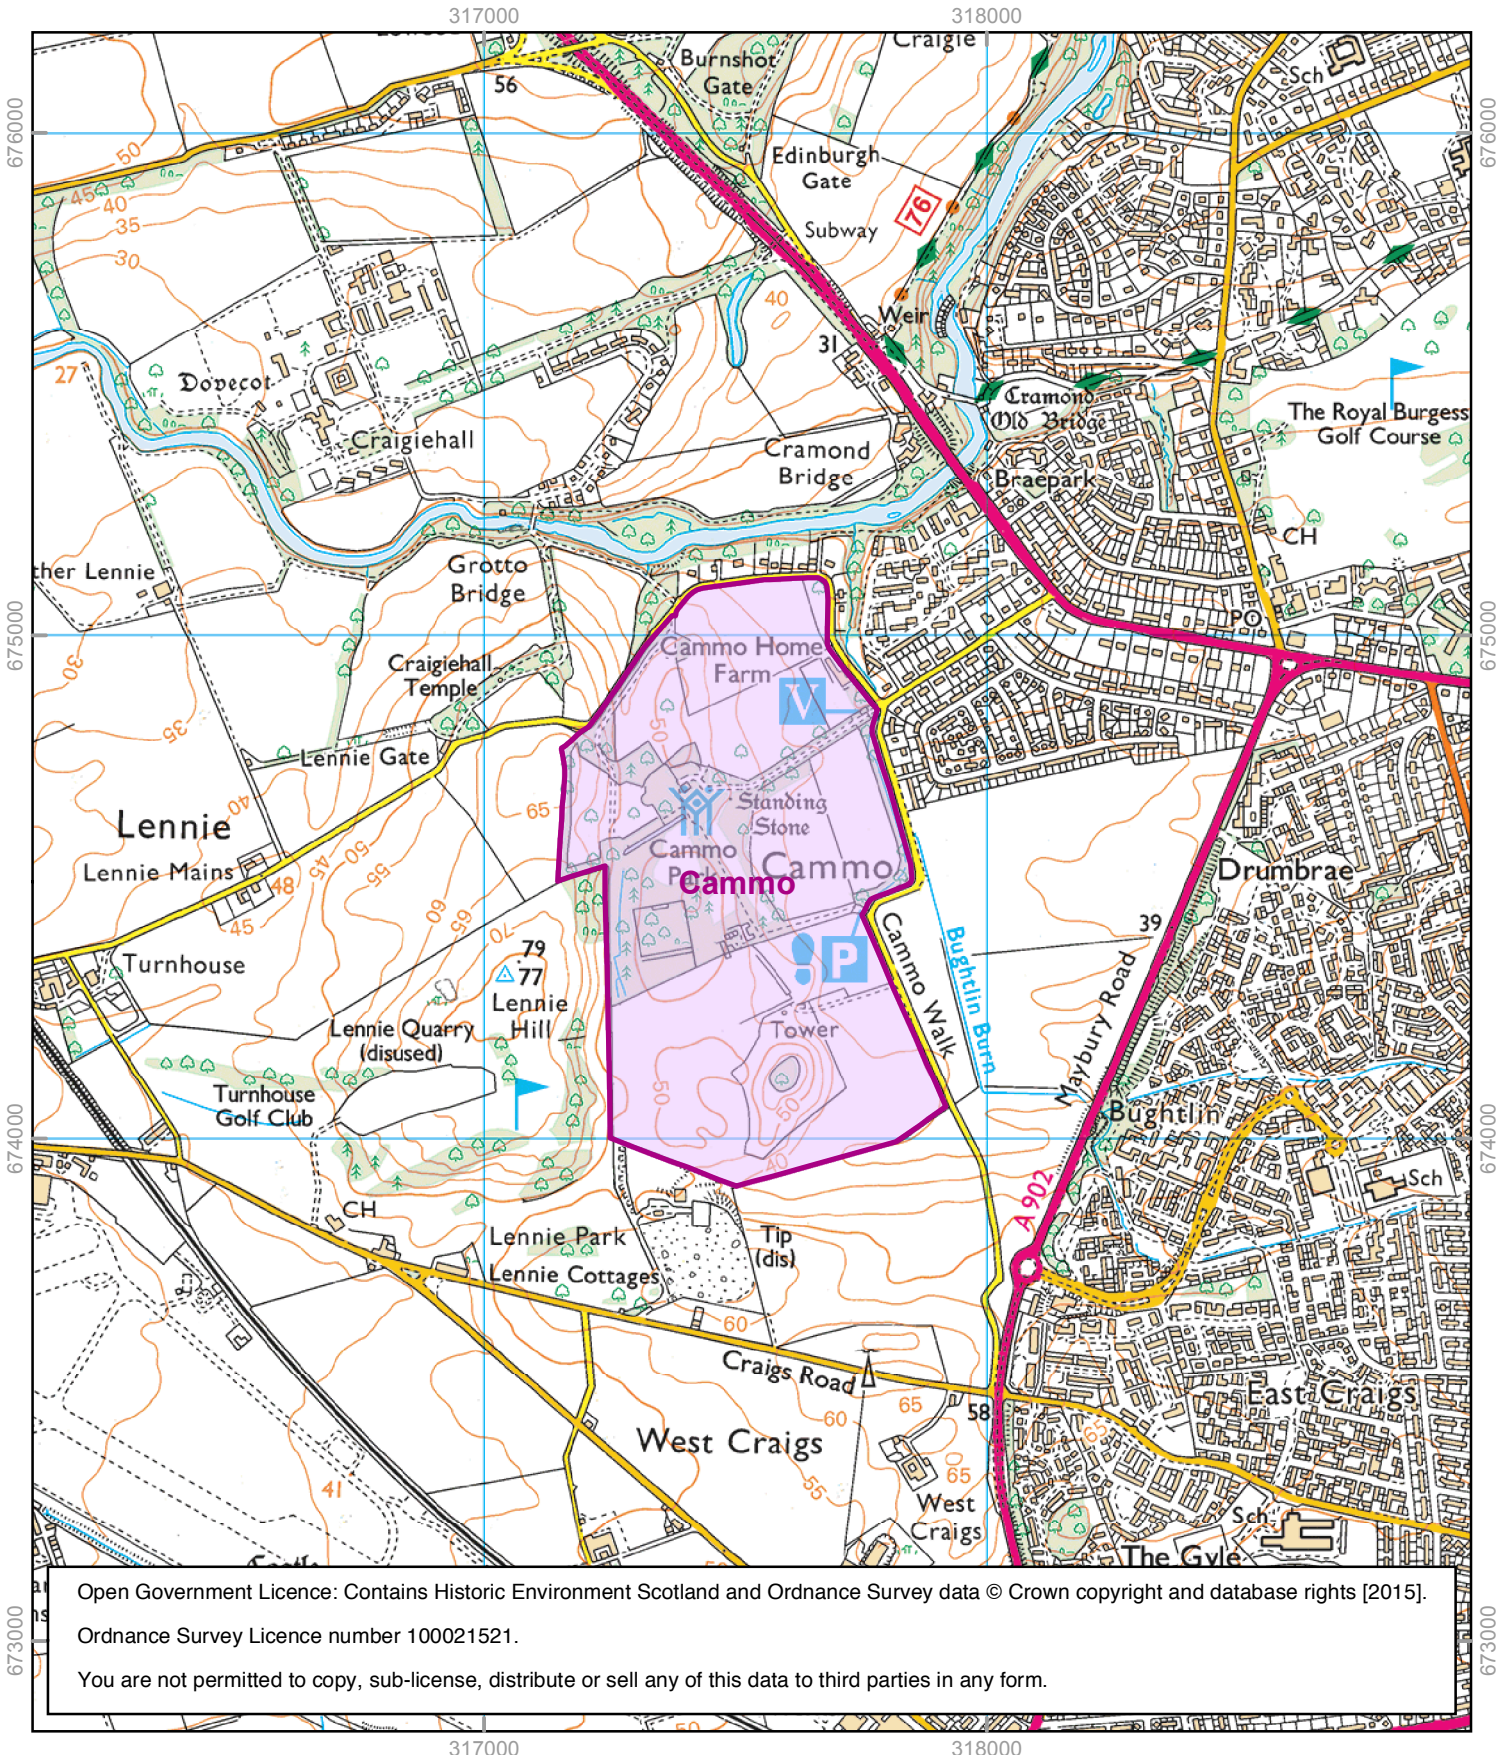 317000
318000
Craigie
Burnshot
Gate
Sch
56
676000
676000
50
Edinburgh
Gate
45
40
76
35
Subway
30
40
Weir
31
27
Dovecot
Cramond
Old Bridge
The Royal Burgess
Golf Course
Craigiehall
Cramond
Bridge
Braepark
CH
ther Lennie
Grotto
Bridge
PO
675000
675000
Cammo Home
Farm
Craigiehall
Temple
30
V
35
50
Lennie Gate
65
40
Standing
Stone
Lennie
50
Cammo
Park
Cammo
Lennie Mains
45
55
Cammo
Drumbrae
48
60
65
45
70
39
79
Turnhouse
77
P
Cammo Walk
Bughtlin Burn
Maybury Road
Lennie
Hill
Lennie Quarry
(disused)
Tower
Turnhouse
Golf Club
50
50
Bughtlin
674000
674000
40
A 902
Sch
CH
Lennie Park
Tip
(dis)
Lennie Cottages
60
Craigs Road
65
58
East Craigs
60
65
West Craigs
41
55
65
West
Craigs
Sch
The Gyle
Open Government Licence: Contains Historic Environment Scotland and Ordnance Survey data © Crown copyright and database rights [2015].
Ordnance Survey Licence number 100021521.
You are not permitted to copy, sub-license, distribute or sell any of this data to third parties in any form.
673000
673000
50
317000
318000